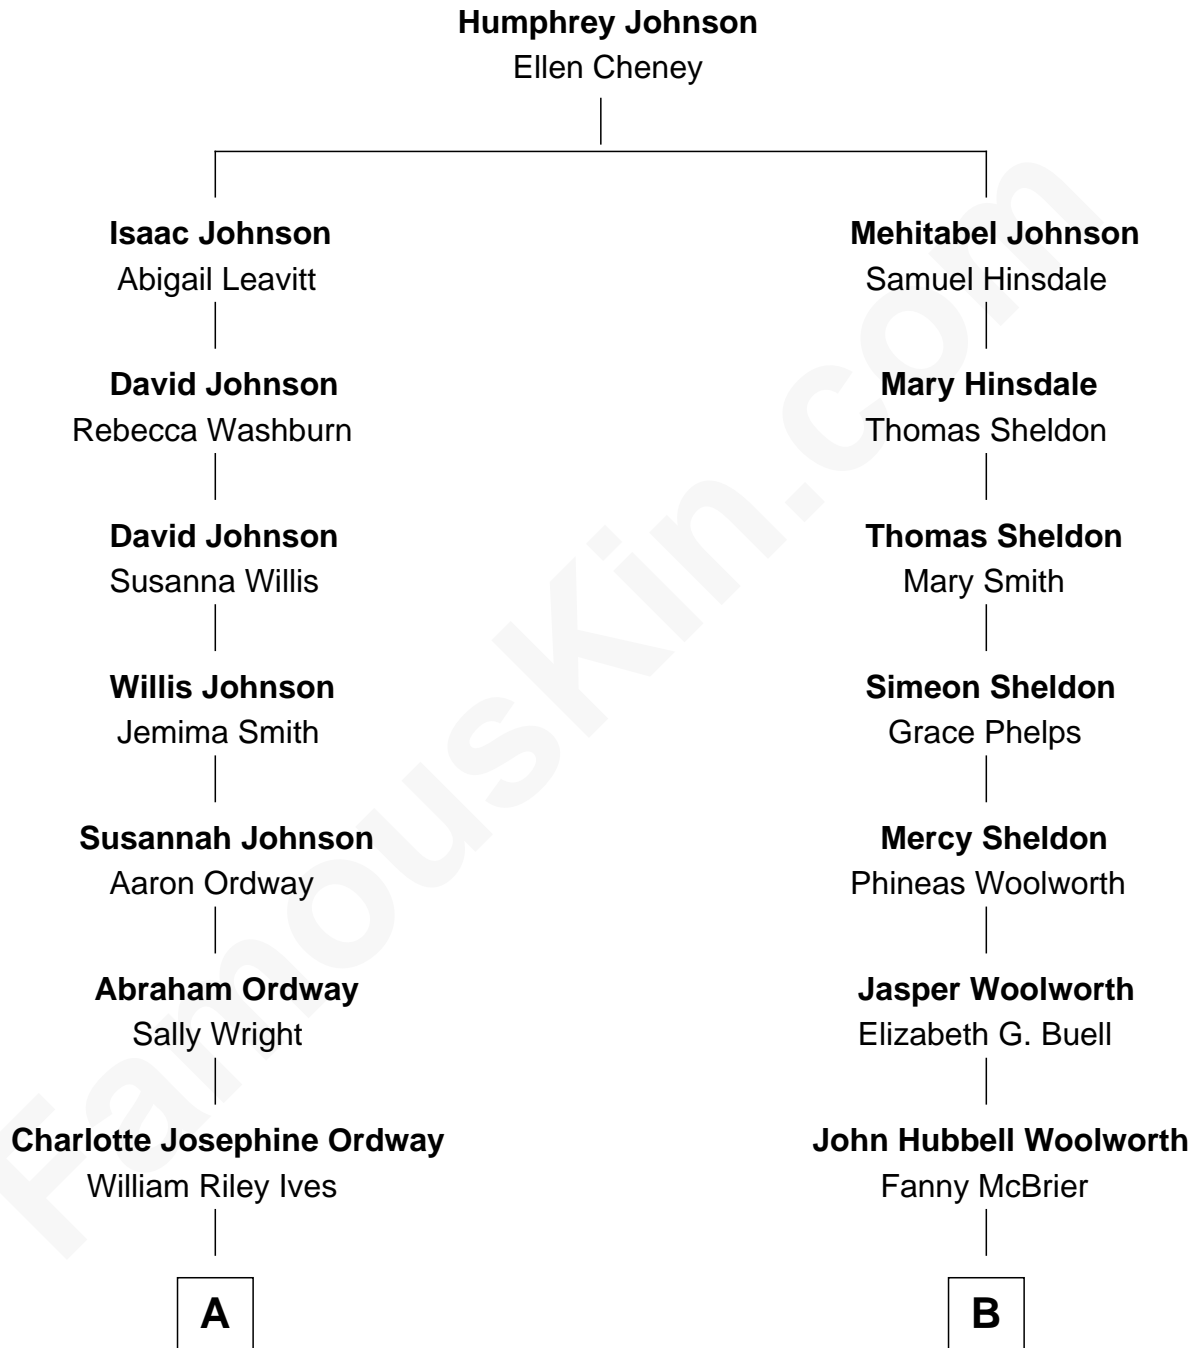 Humphrey Johnson
Ellen Cheney
Isaac Johnson
Abigail Leavitt
Mehitabel Johnson
Samuel Hinsdale
David Johnson
Rebecca Washburn
Mary Hinsdale
Thomas Sheldon
David Johnson
Susanna Willis
Thomas Sheldon
Mary Smith
Willis Johnson
Jemima Smith
Simeon Sheldon
Grace Phelps
Susannah Johnson
Aaron Ordway
Mercy Sheldon
Phineas Woolworth
Abraham Ordway
Sally Wright
Jasper Woolworth
Elizabeth G. Buell
Charlotte Josephine Ordway
William Riley Ives
John Hubbell Woolworth
Fanny McBrier
A
B
FamousKin.com